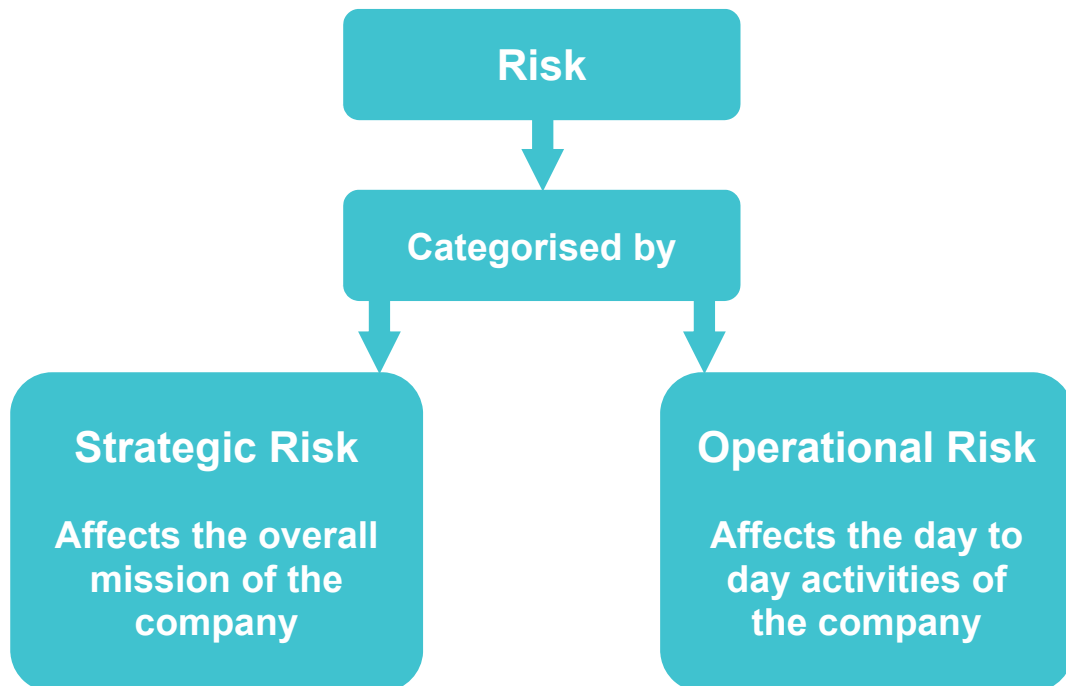 Risk
Categorised by
Strategic Risk
Affects the overall
mission of the
company
Operational Risk
Affects the day to
day activities of
the company